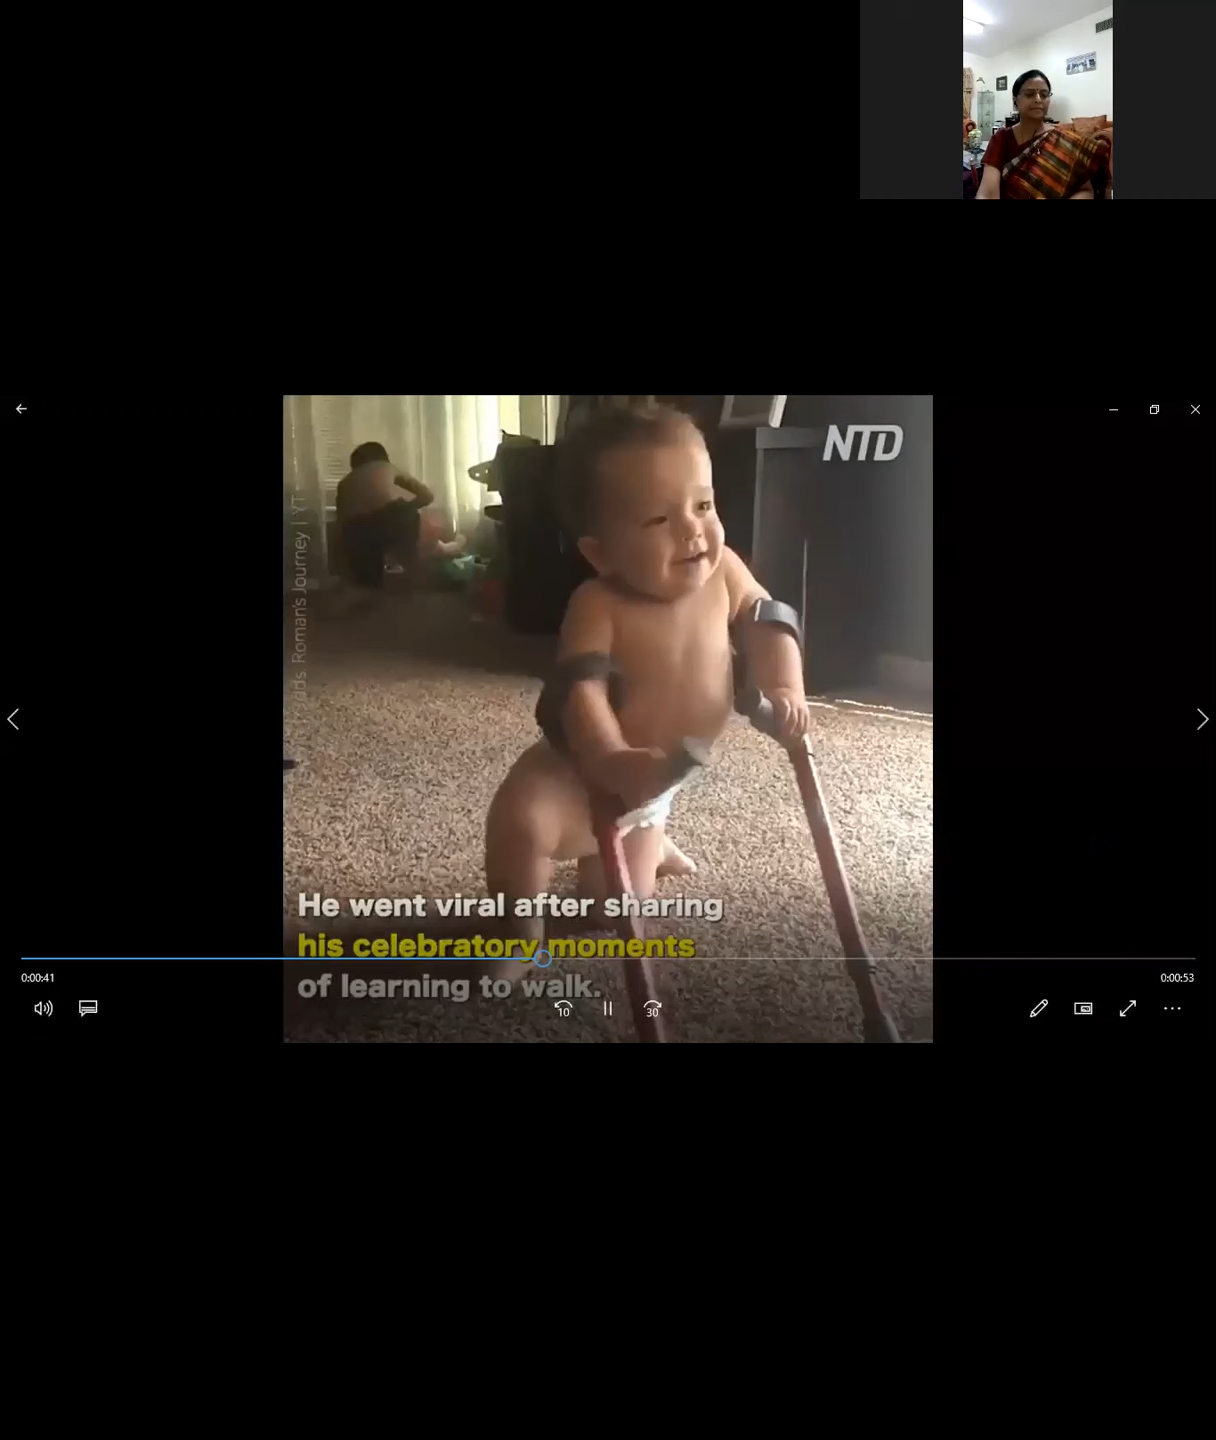 NTD
Roman's Journey | YT
He went viral after sharing
his celebratory moments
of learning to walk.
0:00:41
0:00:53
10
30